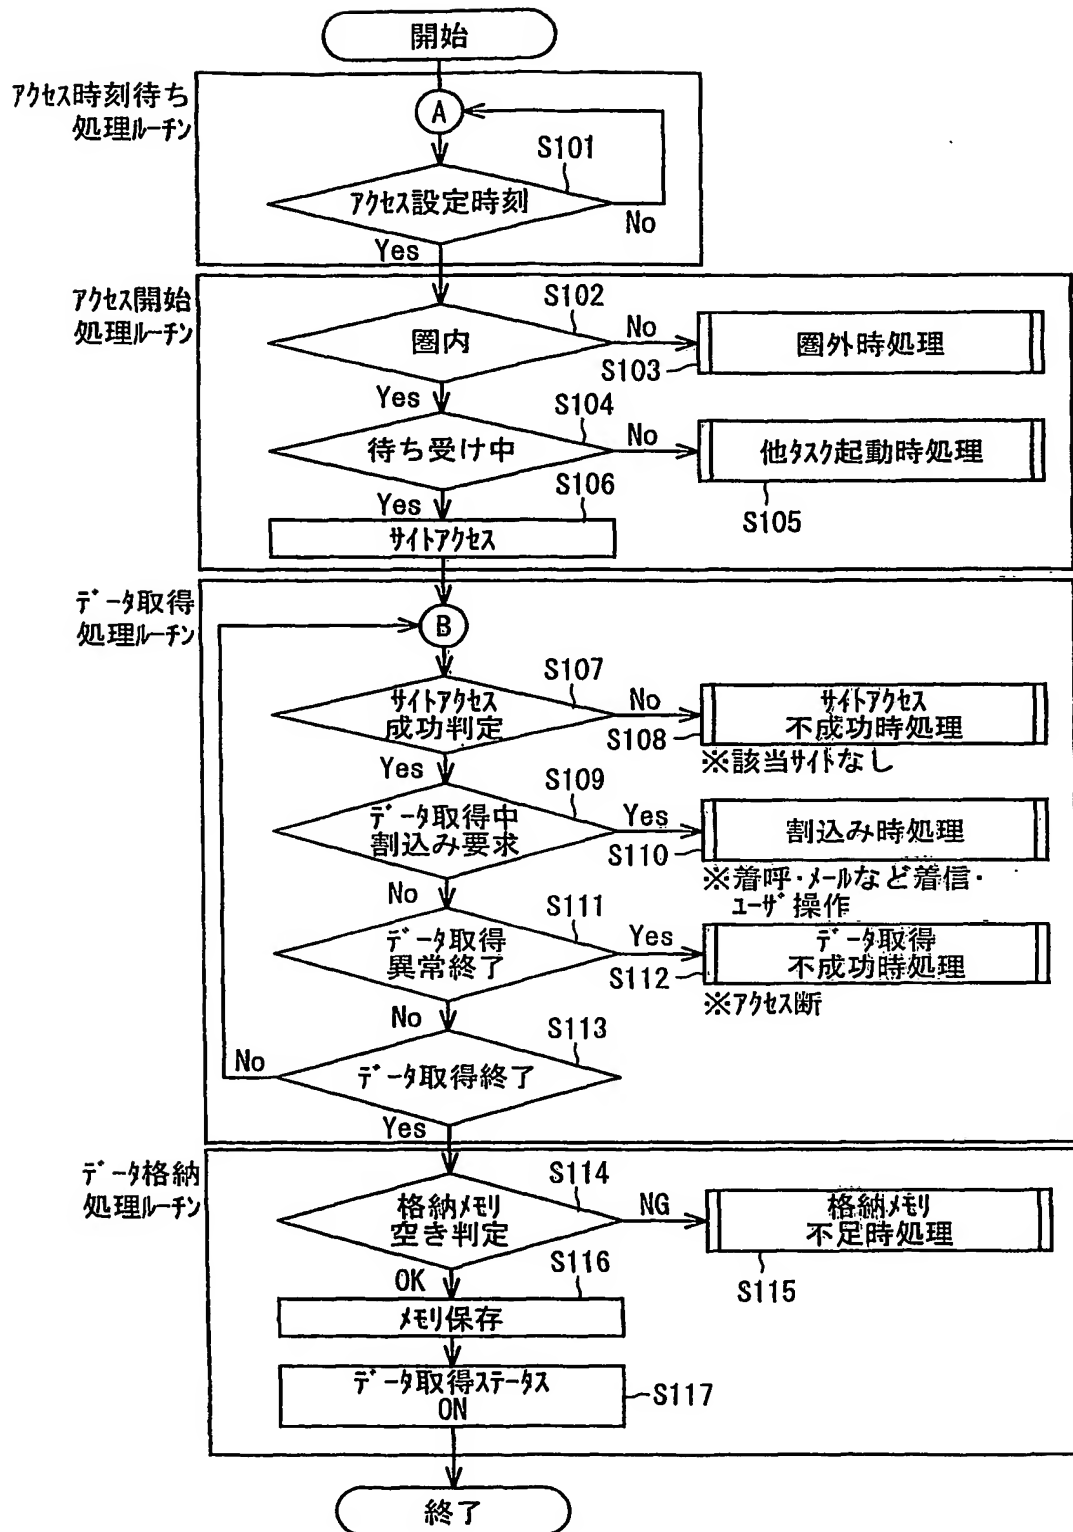 開始
アクセス時刻待ち
処理ルーチン
A
S101
アクセス設定時刻
No
Yes
アクセス開始
処理ルーチン
S102
圏内
No
S103
圏外時処理
Yes
S104
待ち受け中
No
他タスク起動時処理
S105
Yes
S106
サイトアクセス
データ取得
処理ルーチン
B
S107
サイトアクセス
成功判定
No
S108
サイトアクセス
不成功時処理
※該当サイトなし
Yes
S109
データ取得中
割込み要求
Yes
S110
割込み時処理
※着呼・メールなど着信・
ユーザ操作
No
S111
データ取得
異常終了
Yes
S112
データ取得
不成功時処理
※アクセス断
No
S113
データ取得終了
No
Yes
データ格納
処理ルーチン
S114
格納メモリ
空き判定
NG
格納メモリ
不足時処理
S115
OK
S116
メモリ保存
データ取得ステータス
ON
S117
終了